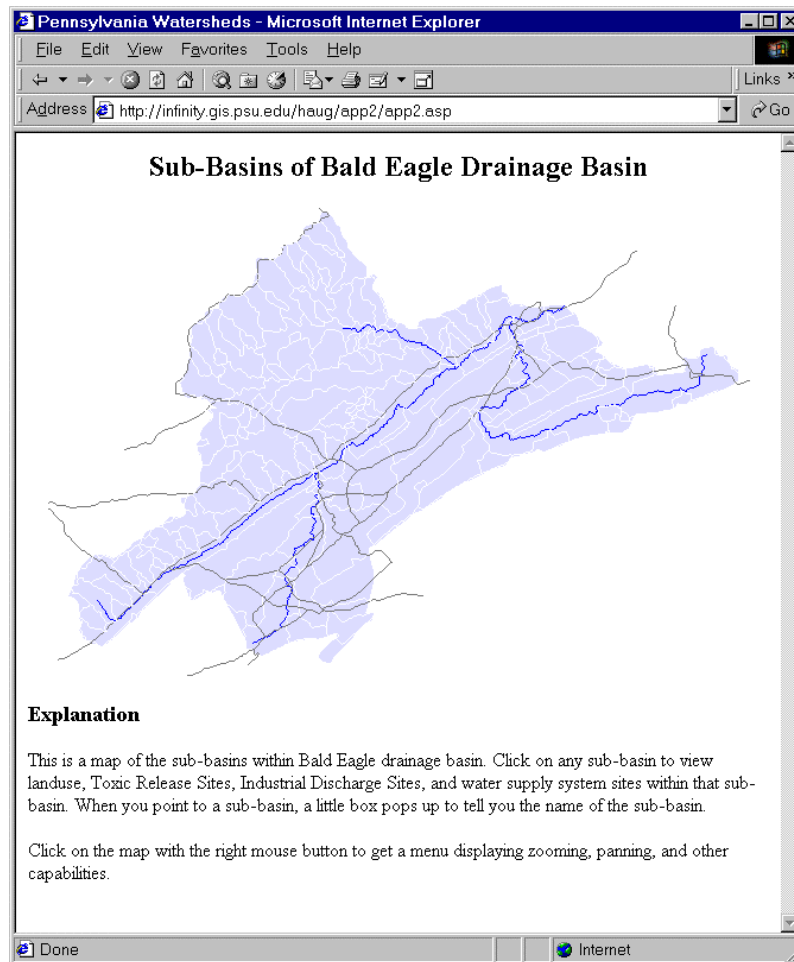 Pennsylvania Watersheds - Microsoft Internet Explorer
File Edit View Favorites Tools Help
Links »
Address http://infinity.gis.psu.edu/haug/app2/app2.asp Go
Sub-Basins of Bald Eagle Drainage Basin
Explanation
This is a map of the sub-basins within Bald Eagle drainage basin. Click on any sub-basin to view
landuse, Toxic Release Sites, Industrial Discharge Sites, and water supply system sites within that sub-
basin. When you point to a sub-basin, a little box pops up to tell you the name of the sub-basin.
Click on the map with the right mouse button to get a menu displaying zooming, panning, and other
capabilities.
Done Internet